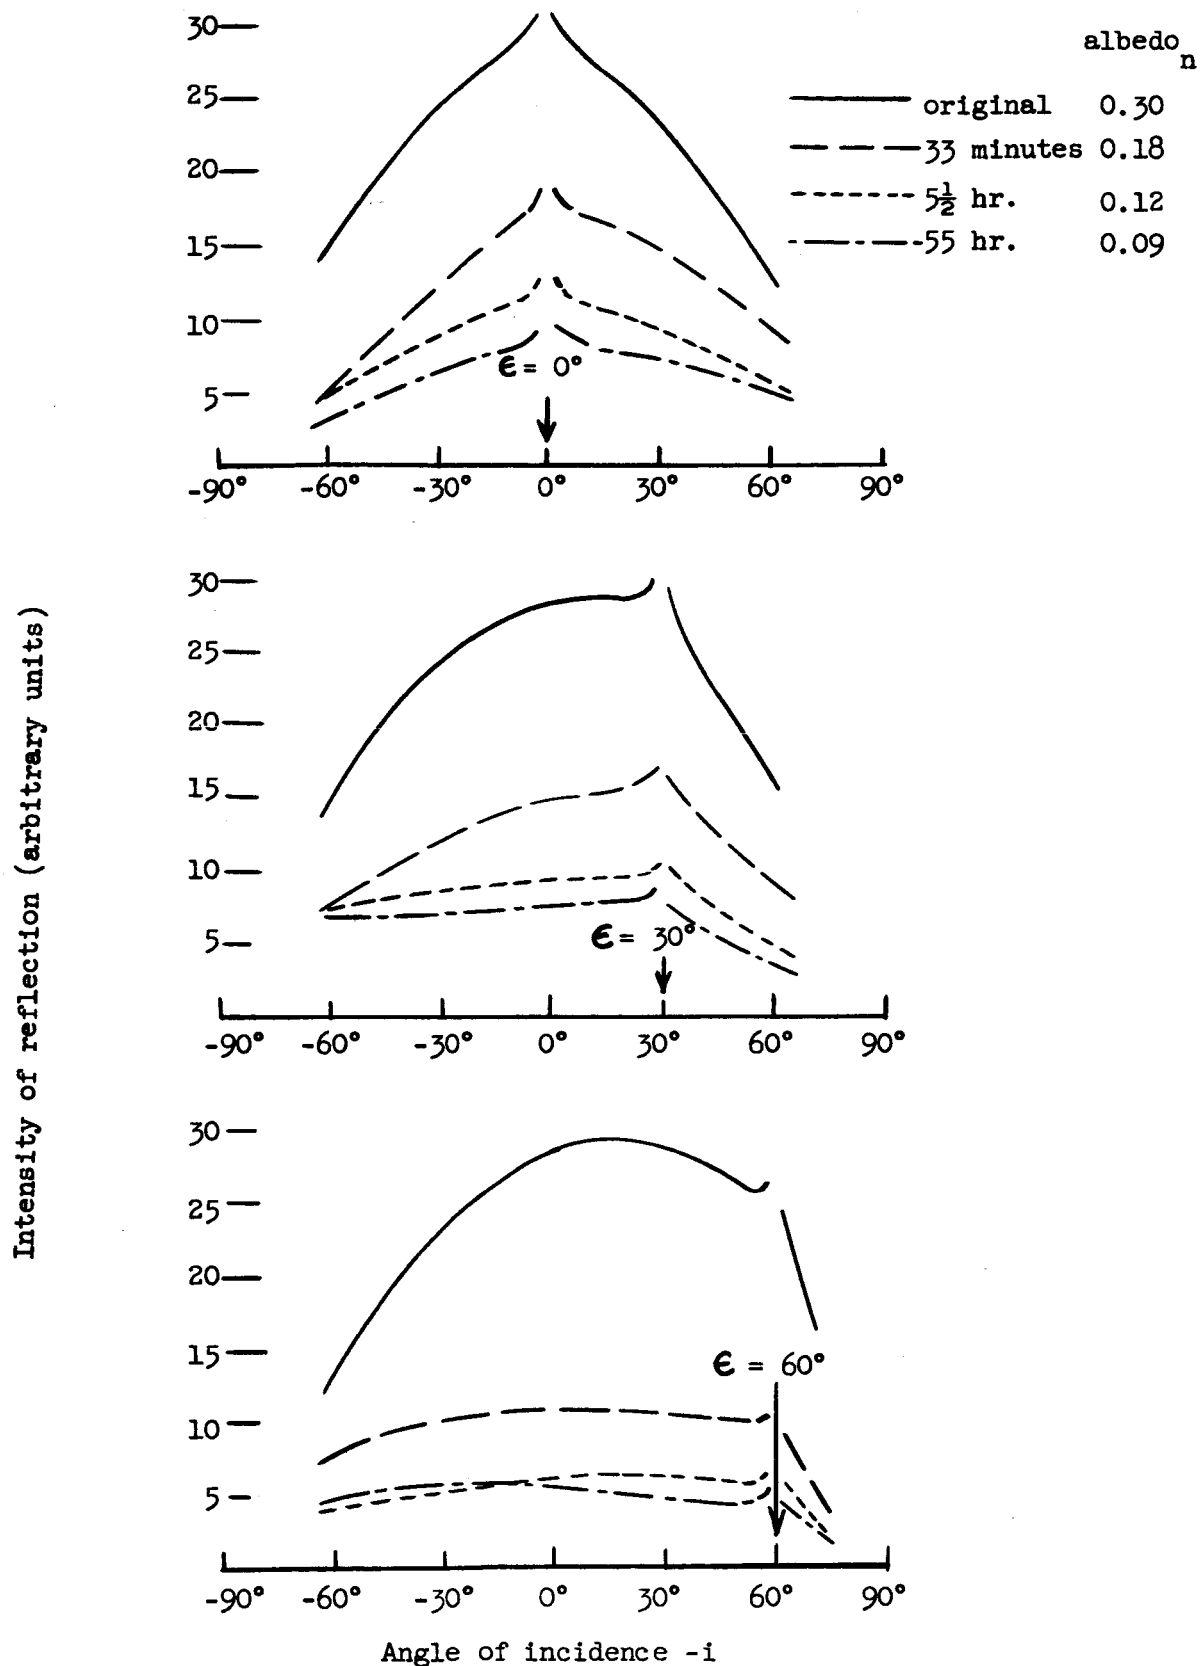 albedo n
original 0.30
33 minutes 0.18
5½ hr. 0.12
55 hr. 0.09
30
25
20
15
10
5
ϵ = 0°
-90° -60° -30° 0° 30° 60° 90°
Intensity of reflection (arbitrary units)
30
25
20
15
10
5
ϵ = 30°
-90° -60° -30° 0° 30° 60° 90°
30
25
20
15
10
5
ϵ = 60°
-90° -60° -30° 0° 30° 60° 90°
Angle of incidence -i